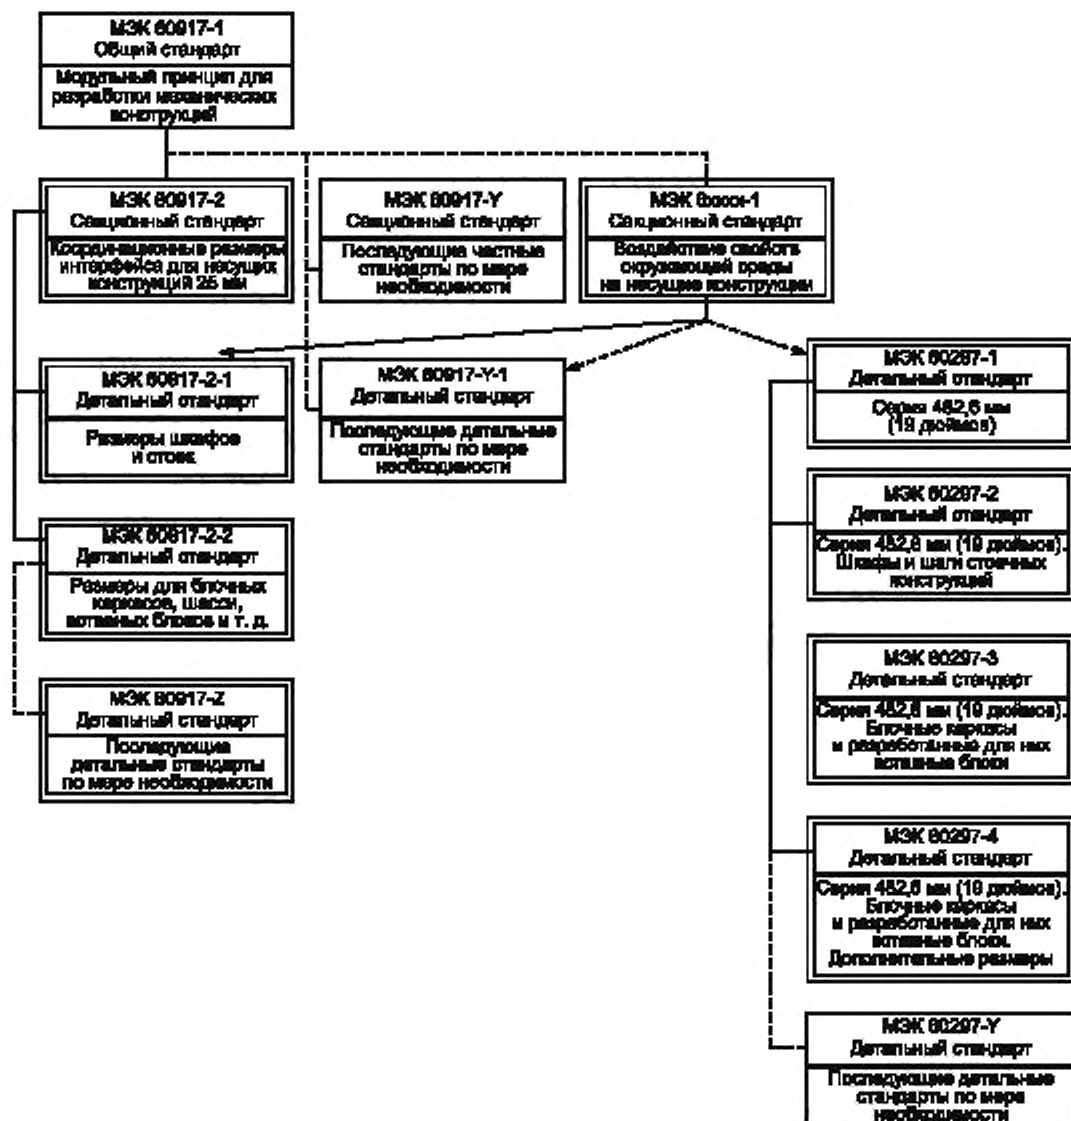 МЭК 60917-1
Общий стандарт
Модульный принцип для
разработки механических
конструкций
МЭК 60917-2
Секционный стандарт
Координационные размеры
интерфейса для несущих
конструкций 25 мм
МЭК 60917-Y
Секционный стандарт
Последующие частные
стандарты по мере
необходимости
МЭК 6хххх-1
Секционный стандарт
Воздействие свойств
окружающей среды
на несущие конструкции
МЭК 60917-2-1
Детальный стандарт
Размеры шкафов
и стоек
МЭК 60917-Y-1
Детальный стандарт
Последующие детальные
стандарты по мере
необходимости
МЭК 60297-1
Детальный стандарт
Серия 482,6 мм
(19 дюймов)
МЭК 60917-2-2
Детальный стандарт
Размеры для блочных
каркасов, шасси,
вставных блоков и т. д.
МЭК 60297-2
Детальный стандарт
Серия 482,6 мм (19 дюймов).
Шкафы и шаги стоечных
конструкций
МЭК 60917-Z
Детальный стандарт
Последующие
детальные стандарты
по мере необходимости
МЭК 60297-3
Детальный стандарт
Серия 482,6 мм (19 дюймов).
Блочные каркасы
и разработанные для них
вставные блоки
МЭК 60297-4
Детальный стандарт
Серия 482,6 мм (19 дюймов).
Блочные каркасы
и разработанные для них
вставные блоки.
Дополнительные размеры
МЭК 60297-Y
Детальный стандарт
Последующие детальные
стандарты по мере
необходимости